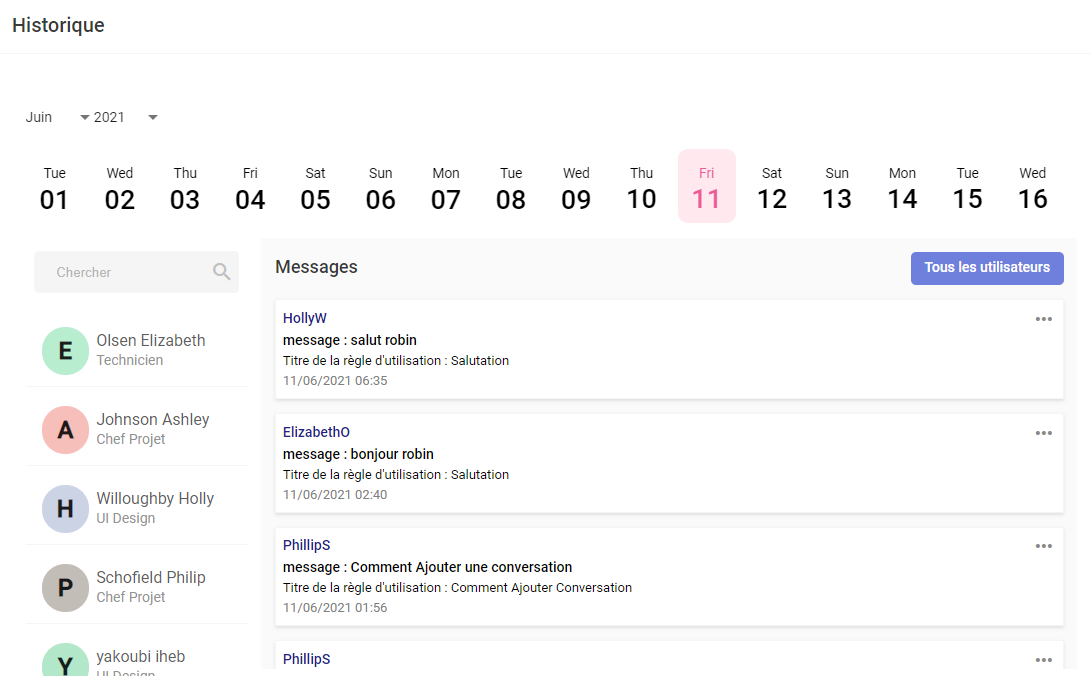 Historique
Juin 2021
Tue Wed Thu Fri Sat Sun Mon Tue Wed Thu Fri Sat Sun Mon Tue Wed
01 02 03 04 05 06 07 08 09 10 11 12 13 14 15 16
Chercher
E
Olsen Elizabeth
Technicien
A
Johnson Ashley
Chef Projet
H
Willoughby Holly
UI Design
P
Schofield Philip
Chef Projet
Y
yakoubi iheb
UI Design
Messages
Tous les utilisateurs
HollyW
message : salut robin
Titre de la règle d'utilisation : Salutation
11/06/2021 06:35
ElizabethO
message : bonjour robin
Titre de la règle d'utilisation : Salutation
11/06/2021 02:40
PhillipS
message : Comment Ajouter une conversation
Titre de la règle d'utilisation : Comment Ajouter Conversation
11/06/2021 01:56
PhillipS